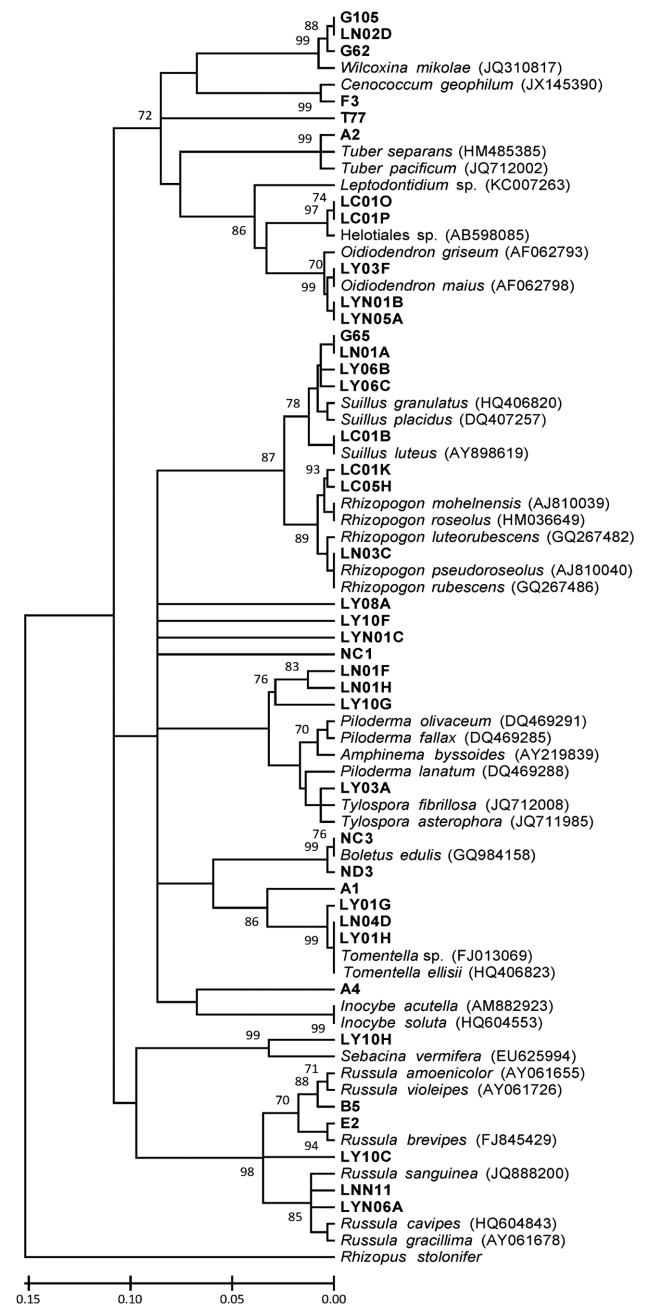 G105
88
LN02D
99
G62
Wilcoxina mikolae (JQ310817)
Cenococcum geophilum (JX145390)
F3
99
72
T77
A2
99
Tuber separans (HM485385)
Tuber pacificum (JQ712002)
Leptodontidium sp. (KC007263)
74
LC01O
97
LC01P
86
Helotiales sp. (AB598085)
Oidiodendron griseum (AF062793)
70
LY03F
99
Oidiodendron maius (AF062798)
LYN01B
LYN05A
G65
LN01A
LY06B
LY06C
78
Suillus granulatus (HQ406820)
Suillus placidus (DQ407257)
LC01B
Suillus luteus (AY898619)
87
93
LC01K
LC05H
Rhizopogon mohelnensis (AJ810039)
Rhizopogon roseolus (HM036649)
89
Rhizopogon luteorubescens (GQ267482)
LN03C
Rhizopogon pseudoroseolus (AJ810040)
Rhizopogon rubescens (GQ267486)
LY08A
LY10F
LYN01C
NC1
83
LN01F
76
LN01H
LY10G
70
Piloderma olivaceum (DQ469291)
Piloderma fallax (DQ469285)
Amphinema byssoides (AY219839)
Piloderma lanatum (DQ469288)
LY03A
Tylospora fibrillosa (JQ712008)
Tylospora asterophora (JQ711985)
76
NC3
99
Boletus edulis (GQ984158)
ND3
A1
86
LY01G
LN04D
99
LY01H
Tomentella sp. (FJ013069)
Tomentella ellisii (HQ406823)
A4
Inocybe acutella (AM882923)
99
Inocybe soluta (HQ604553)
99
LY10H
Sebacina vermifera (EU625994)
71
Russula amoenicolor (AY061655)
88
Russula violeipes (AY061726)
70
B5
E2
94
Russula brevipes (FJ845429)
LY10C
98
Russula sanguinea (JQ888200)
LNN11
85
LYN06A
Russula cavipes (HQ604843)
Russula gracillima (AY061678)
Rhizopus stolonifer
0.15 0.10 0.05 0.00